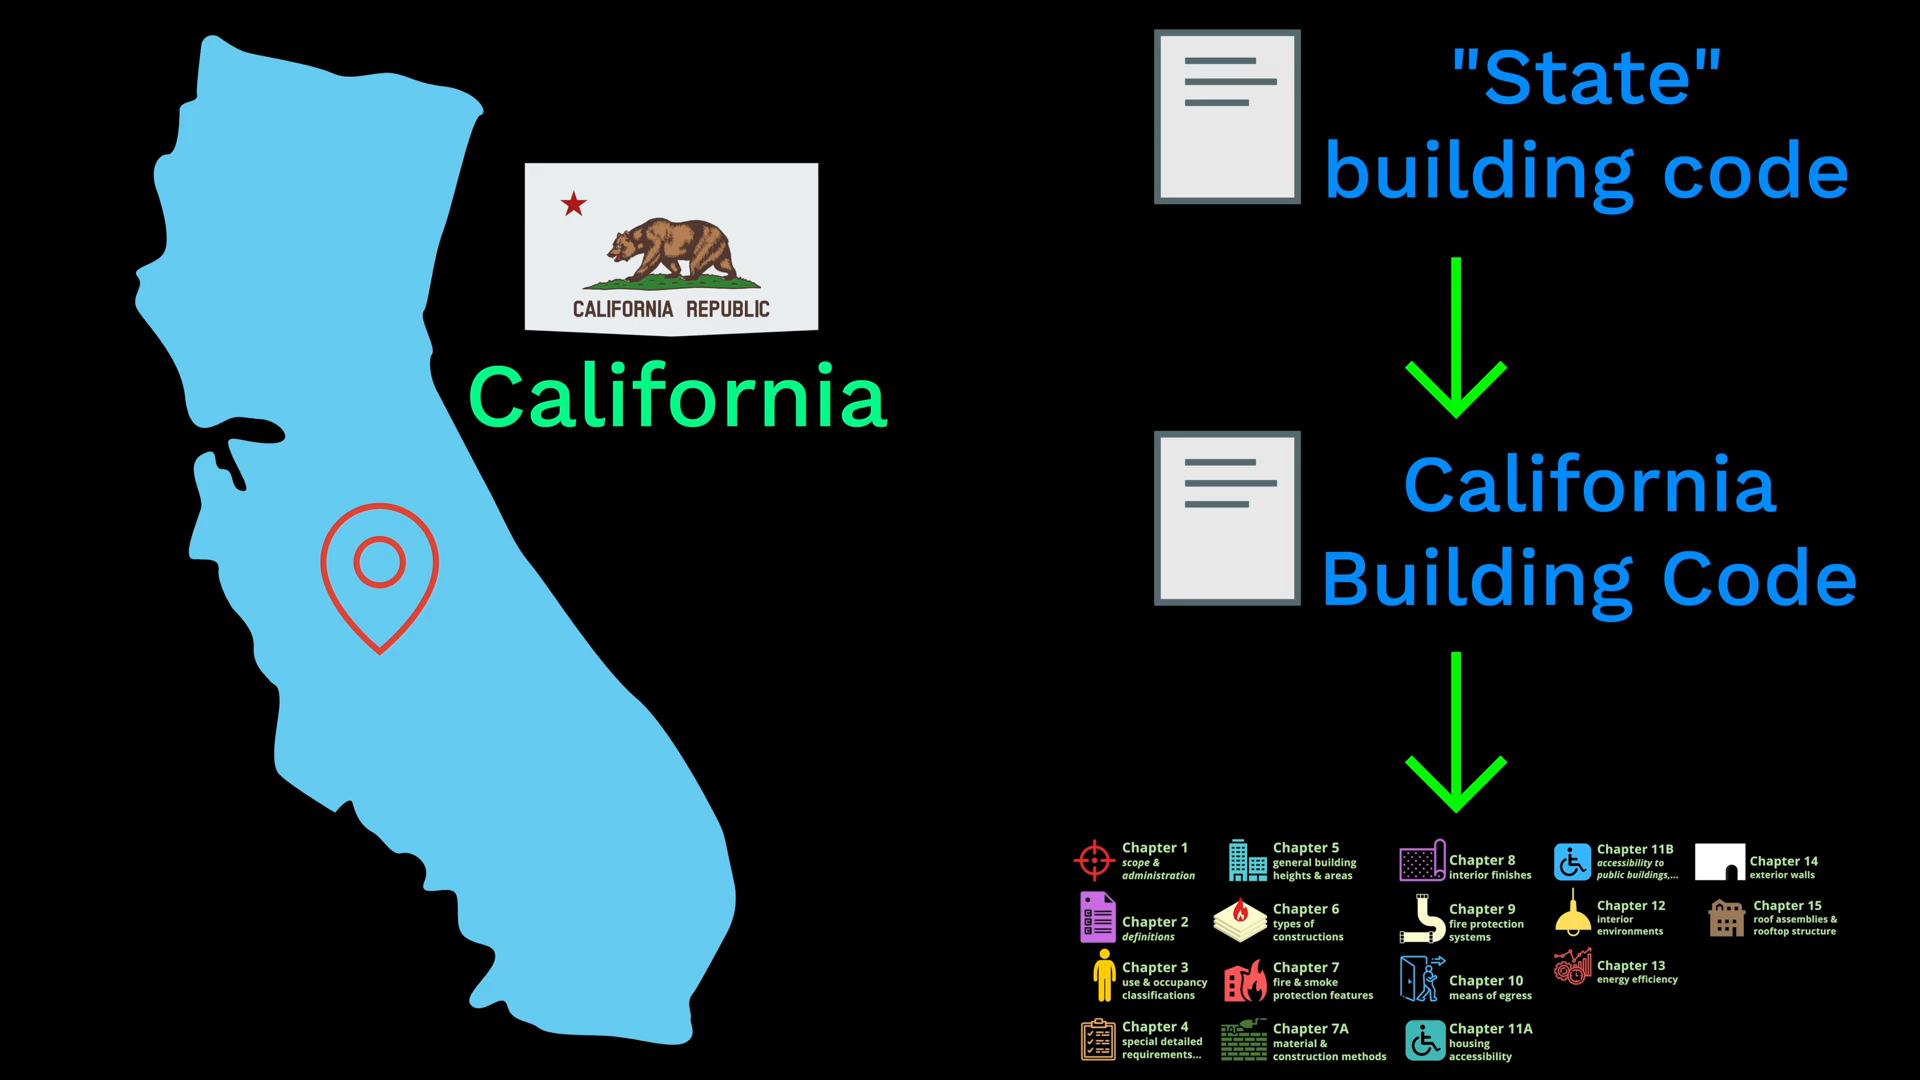 CALIFORNIA REPUBLIC
California
"State"
building code
California
Building Code
Chapter 1
scope &
administration
Chapter 2
definitions
Chapter 3
use & occupancy
classifications
Chapter 4
special detailed
requirements...
Chapter 5
general building
heights & areas
Chapter 6
types of
constructions
Chapter 7
fire & smoke
protection features
Chapter 7A
material &
construction methods
Chapter 8
interior finishes
Chapter 9
fire protection
systems
Chapter 10
means of egress
Chapter 11A
housing
accessibility
Chapter 11B
accessibility to
public buildings,...
Chapter 12
interior
environments
Chapter 13
energy efficiency
Chapter 14
exterior walls
Chapter 15
roof assemblies &
rooftop structure